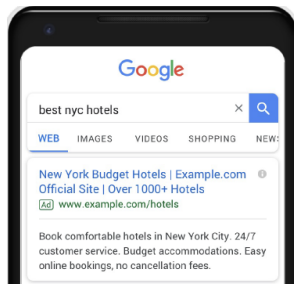 Google
best nyc hotels
WEB IMAGES VIDEOS SHOPPING NEWS
New York Budget Hotels | Example.com
Official Site | Over 1000+ Hotels
Ad www.example.com/hotels
Book comfortable hotels in New York City. 24/7
customer service. Budget accommodations. Easy
online bookings, no cancellation fees.